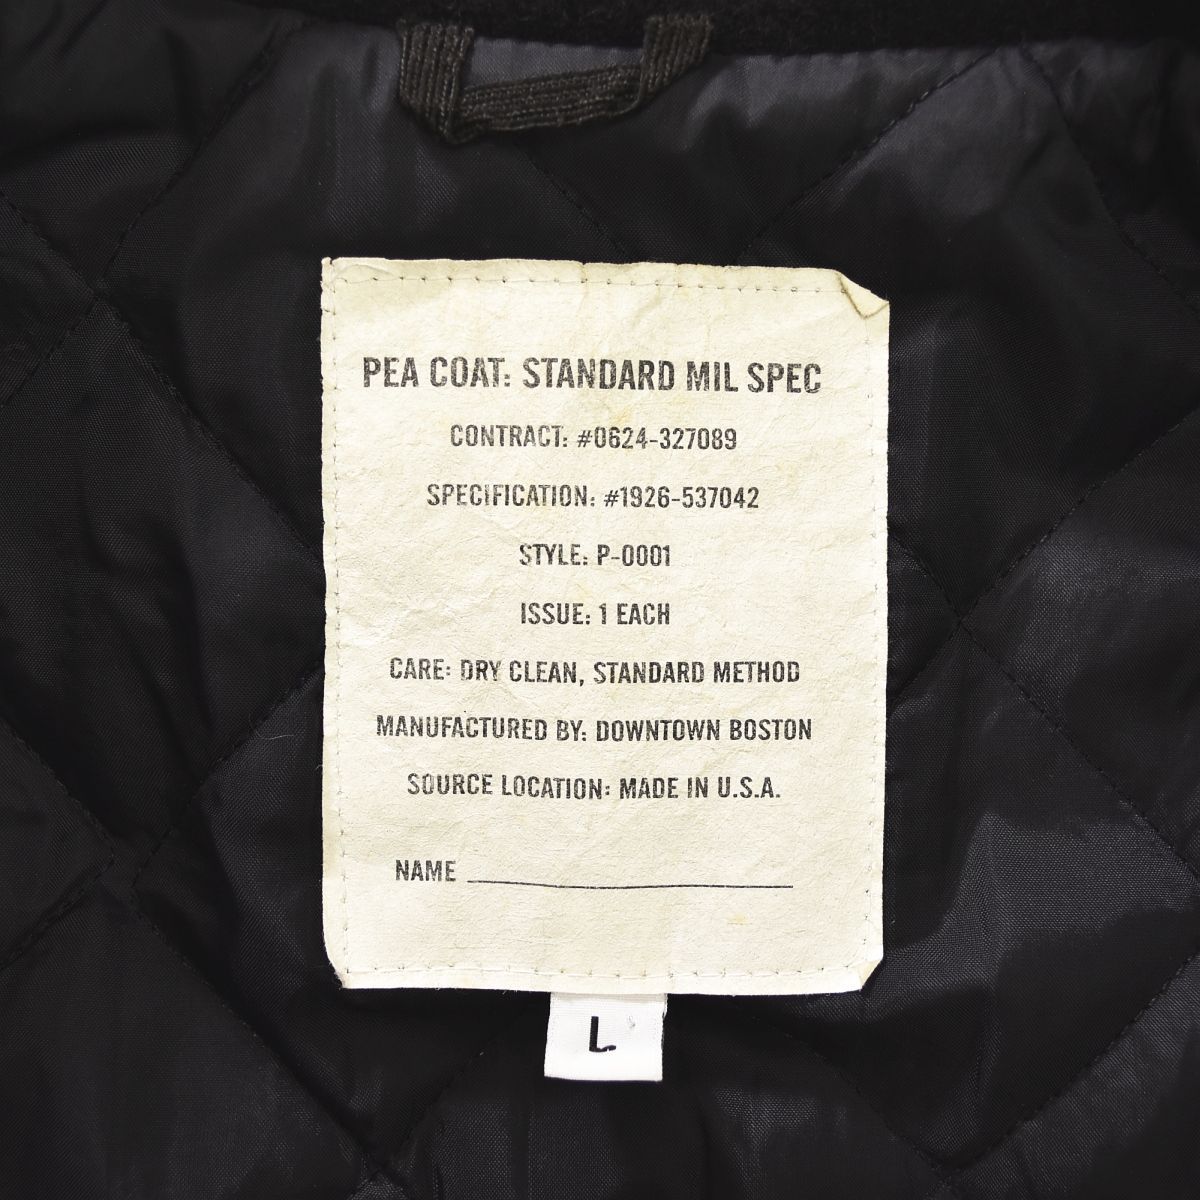 PEA COAT: STANDARD MIL SPEC
CONTRACT: #0624-327089
SPECIFICATION: #1926-537042
STYLE: P-0001
ISSUE: 1 EACH
CARE: DRY CLEAN, STANDARD METHOD
MANUFACTURED BY: DOWNTOWN BOSTON
SOURCE LOCATION: MADE IN U.S.A.
NAME
L